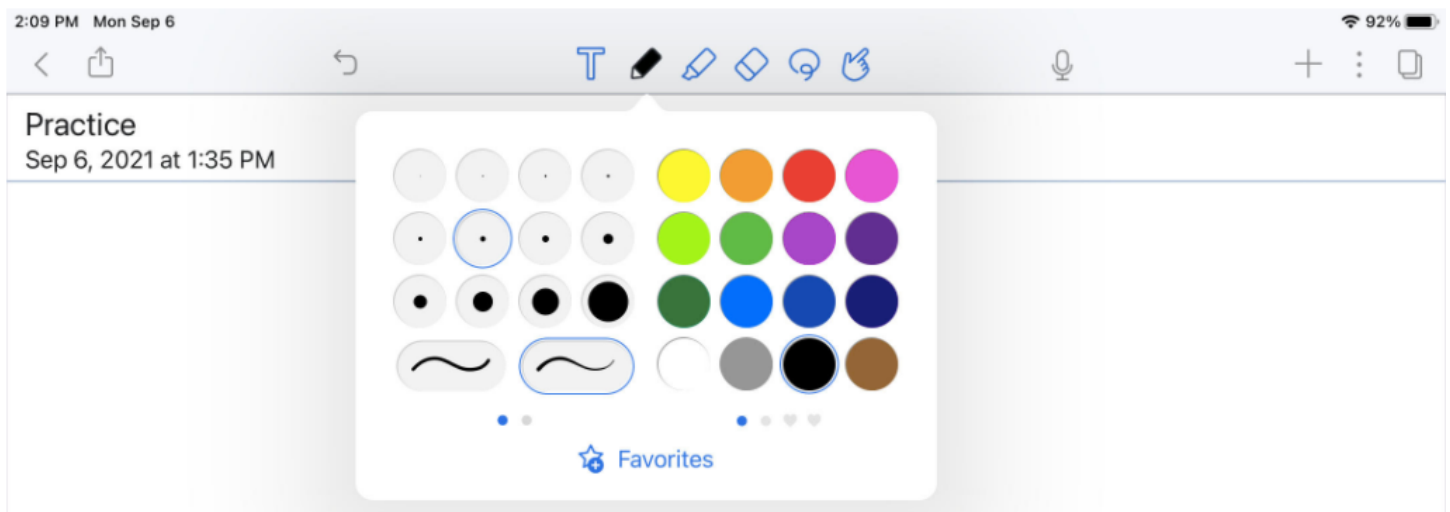 2:09 PM Mon Sep 6 92%
T
Practice
Sep 6, 2021 at 1:35 PM
Favorites